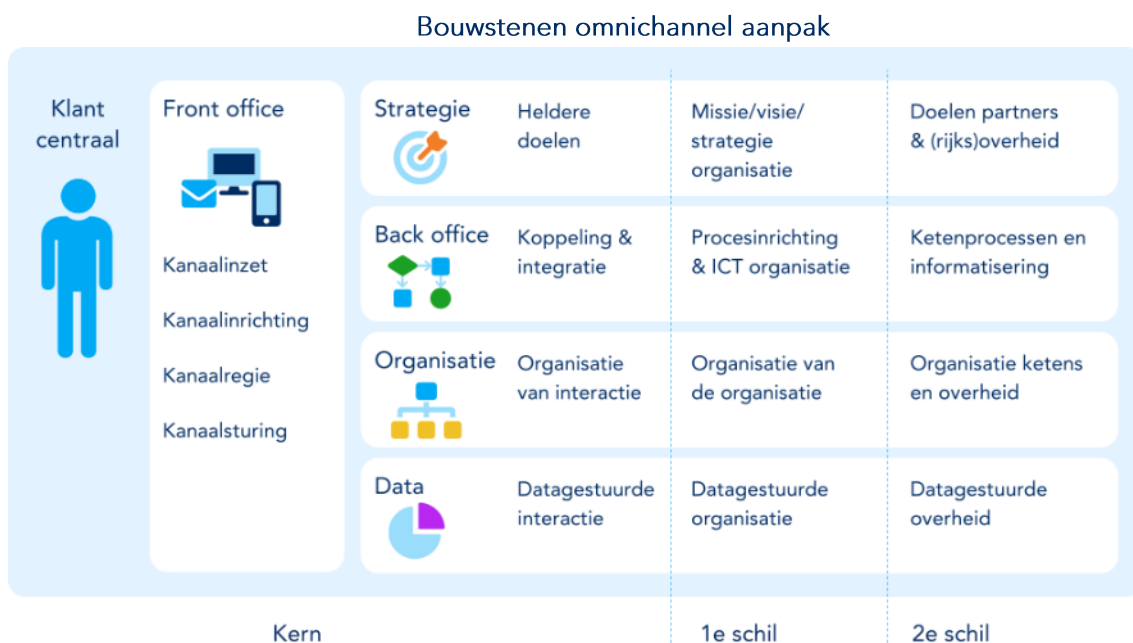 Bouwstenen omnichannel aanpak
Klant
centraal
Front office
Kanaalinzet
Kanaalinrichting
Kanaalregie
Kanaalsturing
Strategie
Heldere
doelen
Missie/visie/
strategie
organisatie
Doelen partners
& (rijks)overheid
Back office
Koppeling &
integratie
Procesinrichting
& ICT organisatie
Ketenprocessen en
informatisering
Organisatie
Organisatie
van interactie
Organisatie van
de organisatie
Organisatie ketens
en overheid
Data
Datagestuurde
interactie
Datagestuurde
organisatie
Datagestuurde
overheid
Kern
1e schil
2e schil